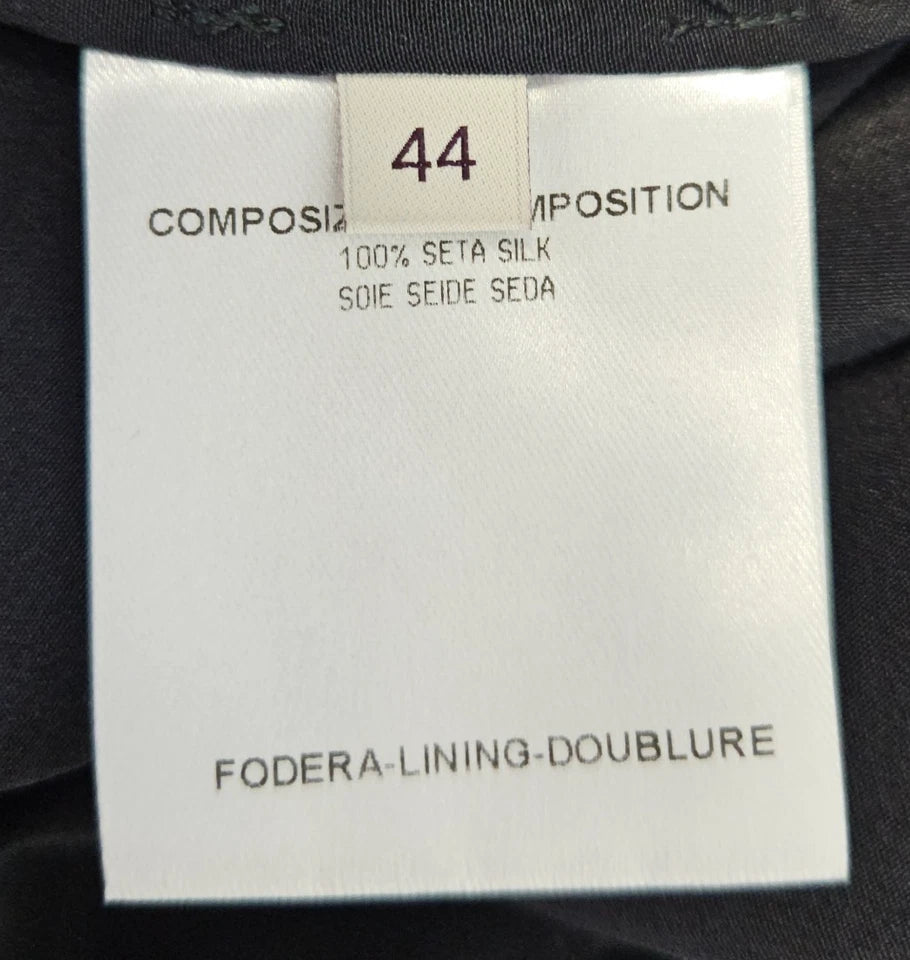 44
COMPOSIZ MPOSITION
100% SETA SILK
SOIE SEIDE SEDA
FODERA-LINING-DOUBLURE